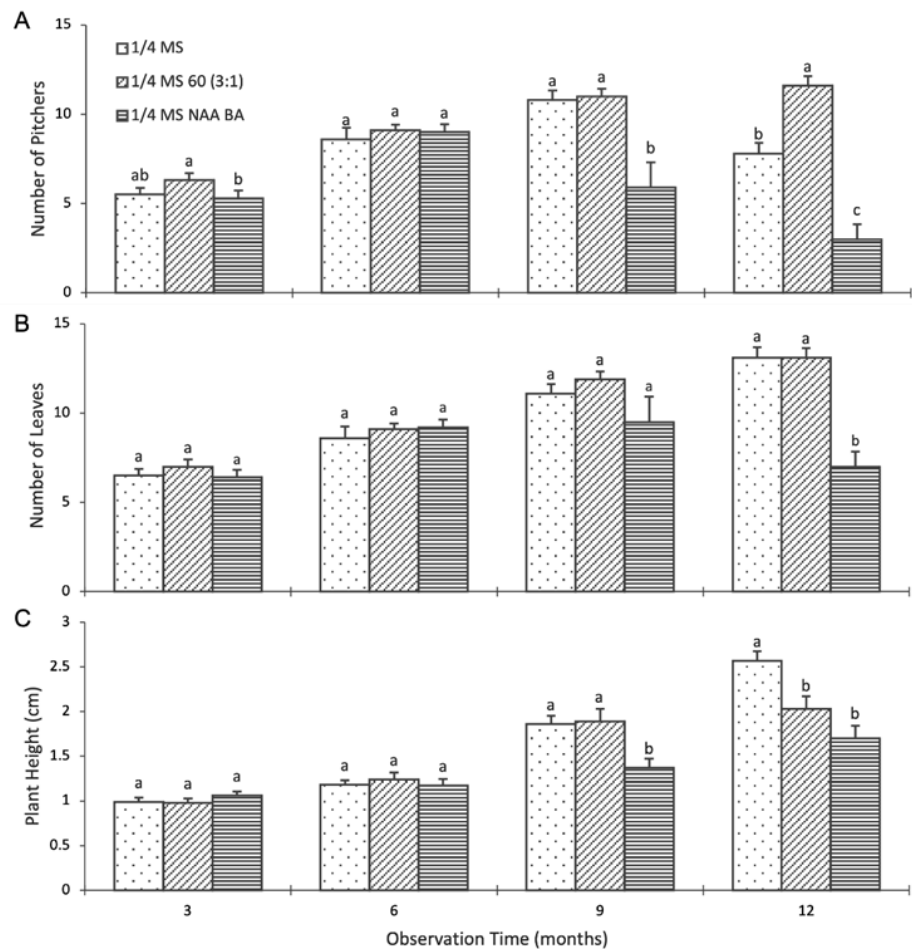 A
15
10
5
0
Number of Pitchers
1/4 MS
1/4 MS 60 (3:1)
1/4 MS NAA BA
ab a b
a a a
a a b
b a c
B
15
10
5
0
Number of Leaves
a a a
a a a
a a a
a a b
C
3
2.5
2
1.5
1
0.5
0
Plant Height (cm)
a a a
a a a
a a b
a b b
3 6 9 12
Observation Time (months)